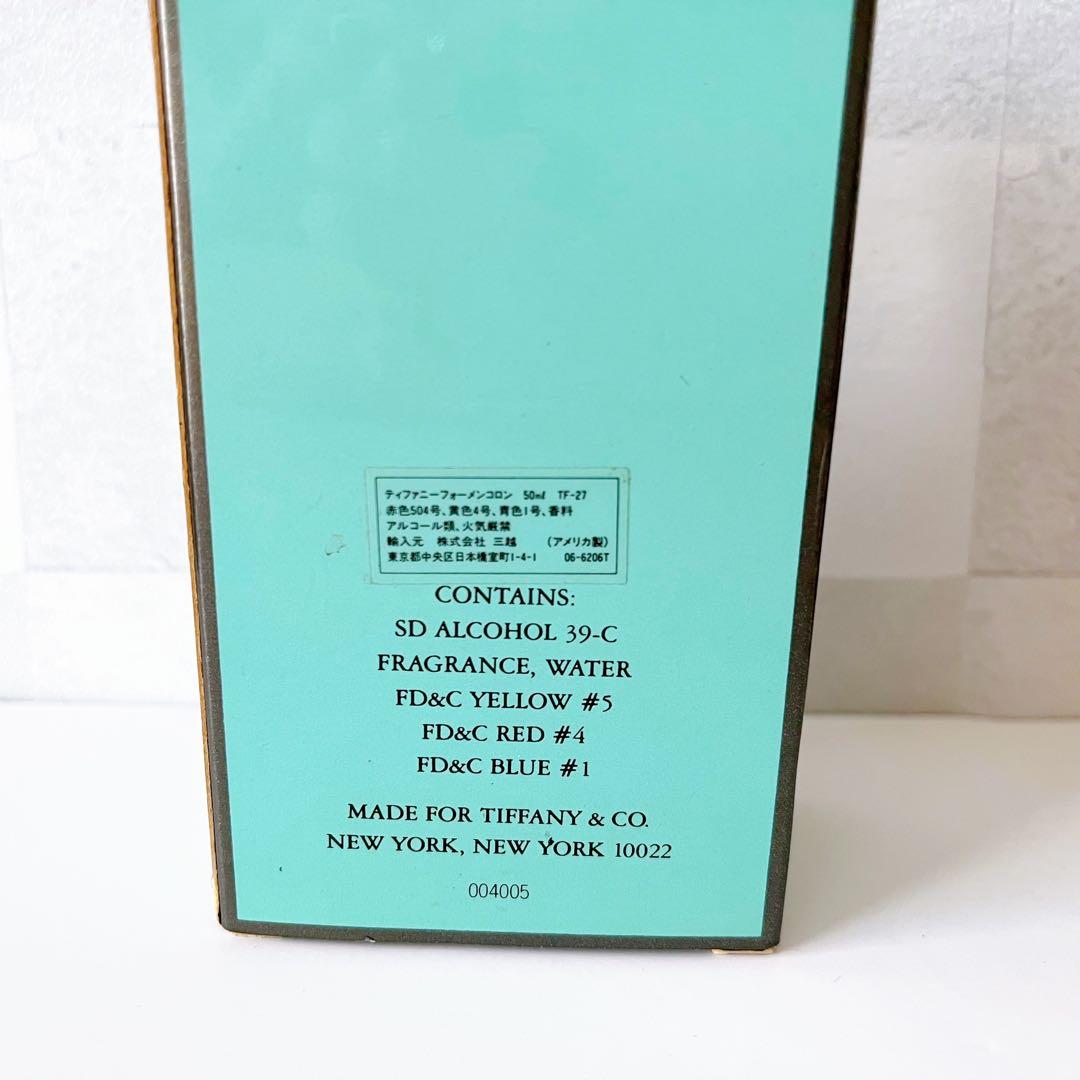 ティファニーフォーメンコロン 50ml TF-27
赤色504号、黄色4号、青色1号、香料
アルコール類、火気厳禁
輸入元 株式会社 三越 (アメリカ製)
東京都中央区日本橋室町1-4-1 06-6206T
CONTAINS:
SD ALCOHOL 39-C
FRAGRANCE, WATER
FD&C YELLOW #5
FD&C RED #4
FD&C BLUE #1
MADE FOR TIFFANY & CO.
NEW YORK, NEW YORK 10022
004005